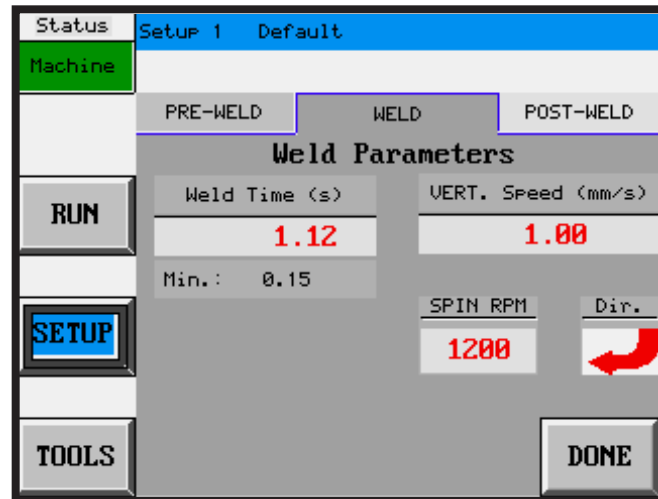 Status
Setup 1 Default
Machine
PRE-WELD WELD POST-WELD
Weld Parameters
Weld Time (s) VERT. Speed (mm/s)
RUN
1.12 1.00
Min.: 0.15
SPIN RPM Dir.
SETUP
1200
TOOLS
DONE